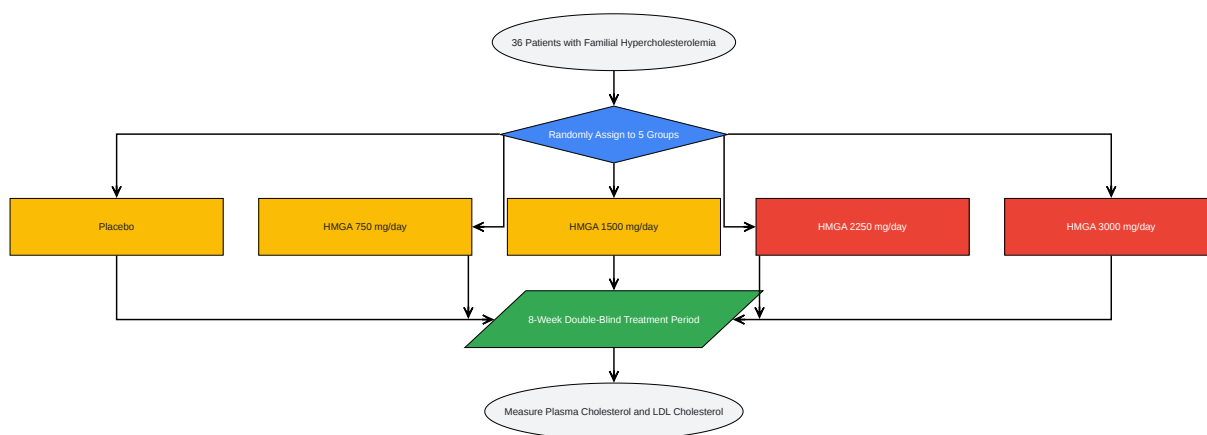 36 Patients with Familial Hypercholesterolemia
Randomly Assign to 5 Groups
Placebo
HMGA 750 mg/day
HMGA 1500 mg/day
HMGA 2250 mg/day
HMGA 3000 mg/day
8-Week Double-Blind Treatment Period
Measure Plasma Cholesterol and LDL Cholesterol